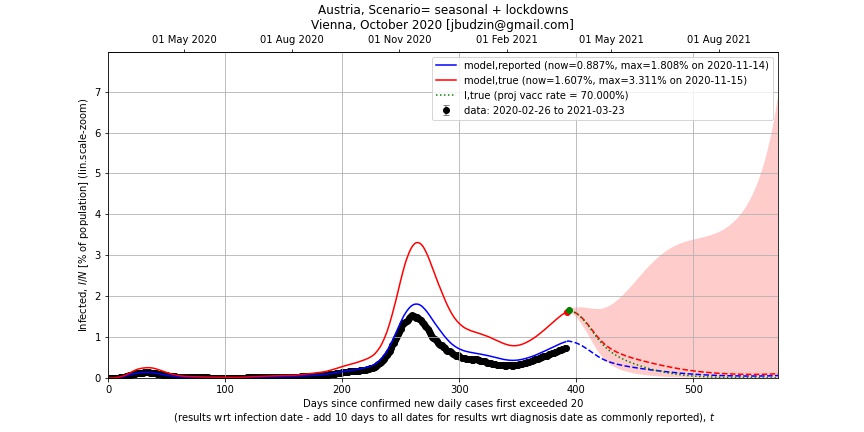 Austria, Scenario= seasonal + lockdowns
Vienna, October 2020 [jbudzin@gmail.com]
01 May 2020 01 Aug 2020 01 Nov 2020 01 Feb 2021 01 May 2021 01 Aug 2021
model,reported (now=0.887%, max=1.808% on 2020-11-14)
model,true (now=1.607%, max=3.311% on 2020-11-15)
I,true (proj vacc rate = 70.000%)
data: 2020-02-26 to 2021-03-23
Infected, I/N [% of population] (lin.scale-zoom)
7
6
5
4
3
2
1
0
0 100 200 300 400 500
Days since confirmed new daily cases first exceeded 20
(results wrt infection date - add 10 days to all dates for results wrt diagnosis date as commonly reported), t